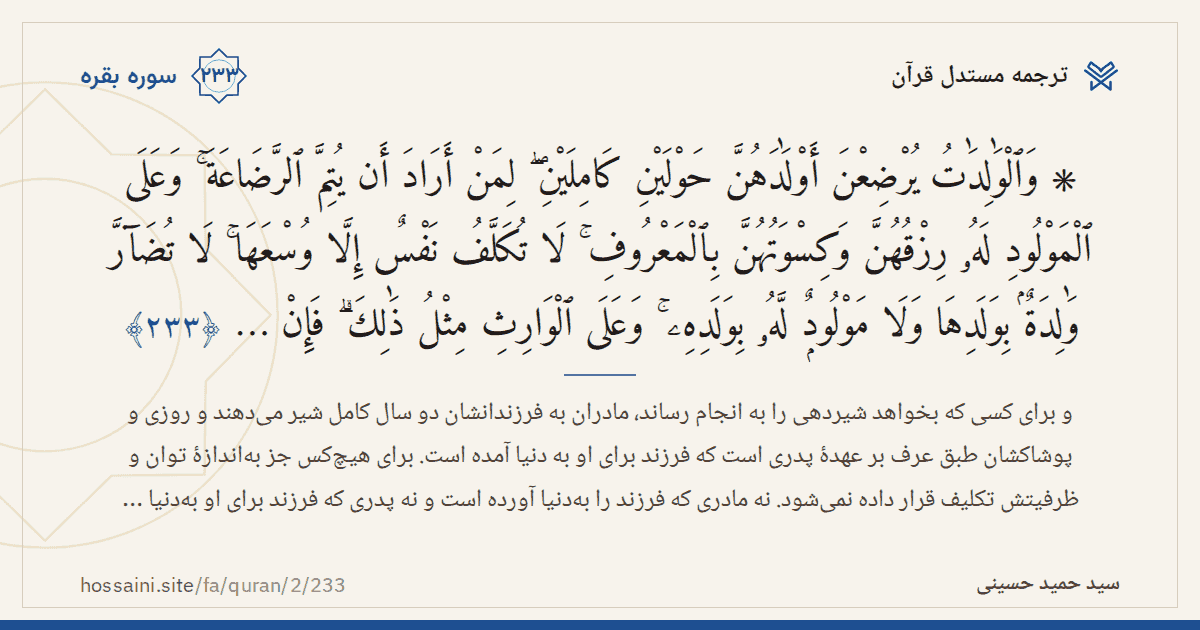 ترجمه مستدل قرآن
۲۳۳ سوره بقره
* وَٱلْوَٰلِدَٰتُ يُرْضِعْنَ أَوْلَٰدَهُنَّ حَوْلَيْنِ كَامِلَيْنِ ۖ لِمَنْ أَرَادَ أَن يُتِمَّ ٱلرَّضَاعَةَ ۚ وَعَلَى
ٱلْمَوْلُودِ لَهُۥ رِزْقُهُنَّ وَكِسْوَتُهُنَّ بِٱلْمَعْرُوفِ ۚ لَا تُكَلَّفُ نَفْسٌ إِلَّا وُسْعَهَا ۚ لَا تُضَآرَّ
وَٰلِدَةٌۢ بِوَلَدِهَا وَلَا مَوْلُودٌۭ لَّهُۥ بِوَلَدِهِۦ ۚ وَعَلَى ٱلْوَارِثِ مِثْلُ ذَٰلِكَ ۗ فَإِنْ ... ﴿۲۳۳﴾
و برای کسی که بخواهد شیردهی را به انجام رساند، مادران به فرزندانشان دو سال کامل شیر می‌دهند و روزی و
پوشاکشان طبق عرف بر عهدهٔ پدری است که فرزند برای او به دنیا آمده است. برای هیچ‌کس جز به‌اندازهٔ توان و
ظرفیتش تکلیف قرار داده نمی‌شود. نه مادری که فرزند را به‌دنیا آورده است و نه پدری که فرزند برای او به‌دنیا ...
سید حمید حسینی
hossaini.site/fa/quran/2/233